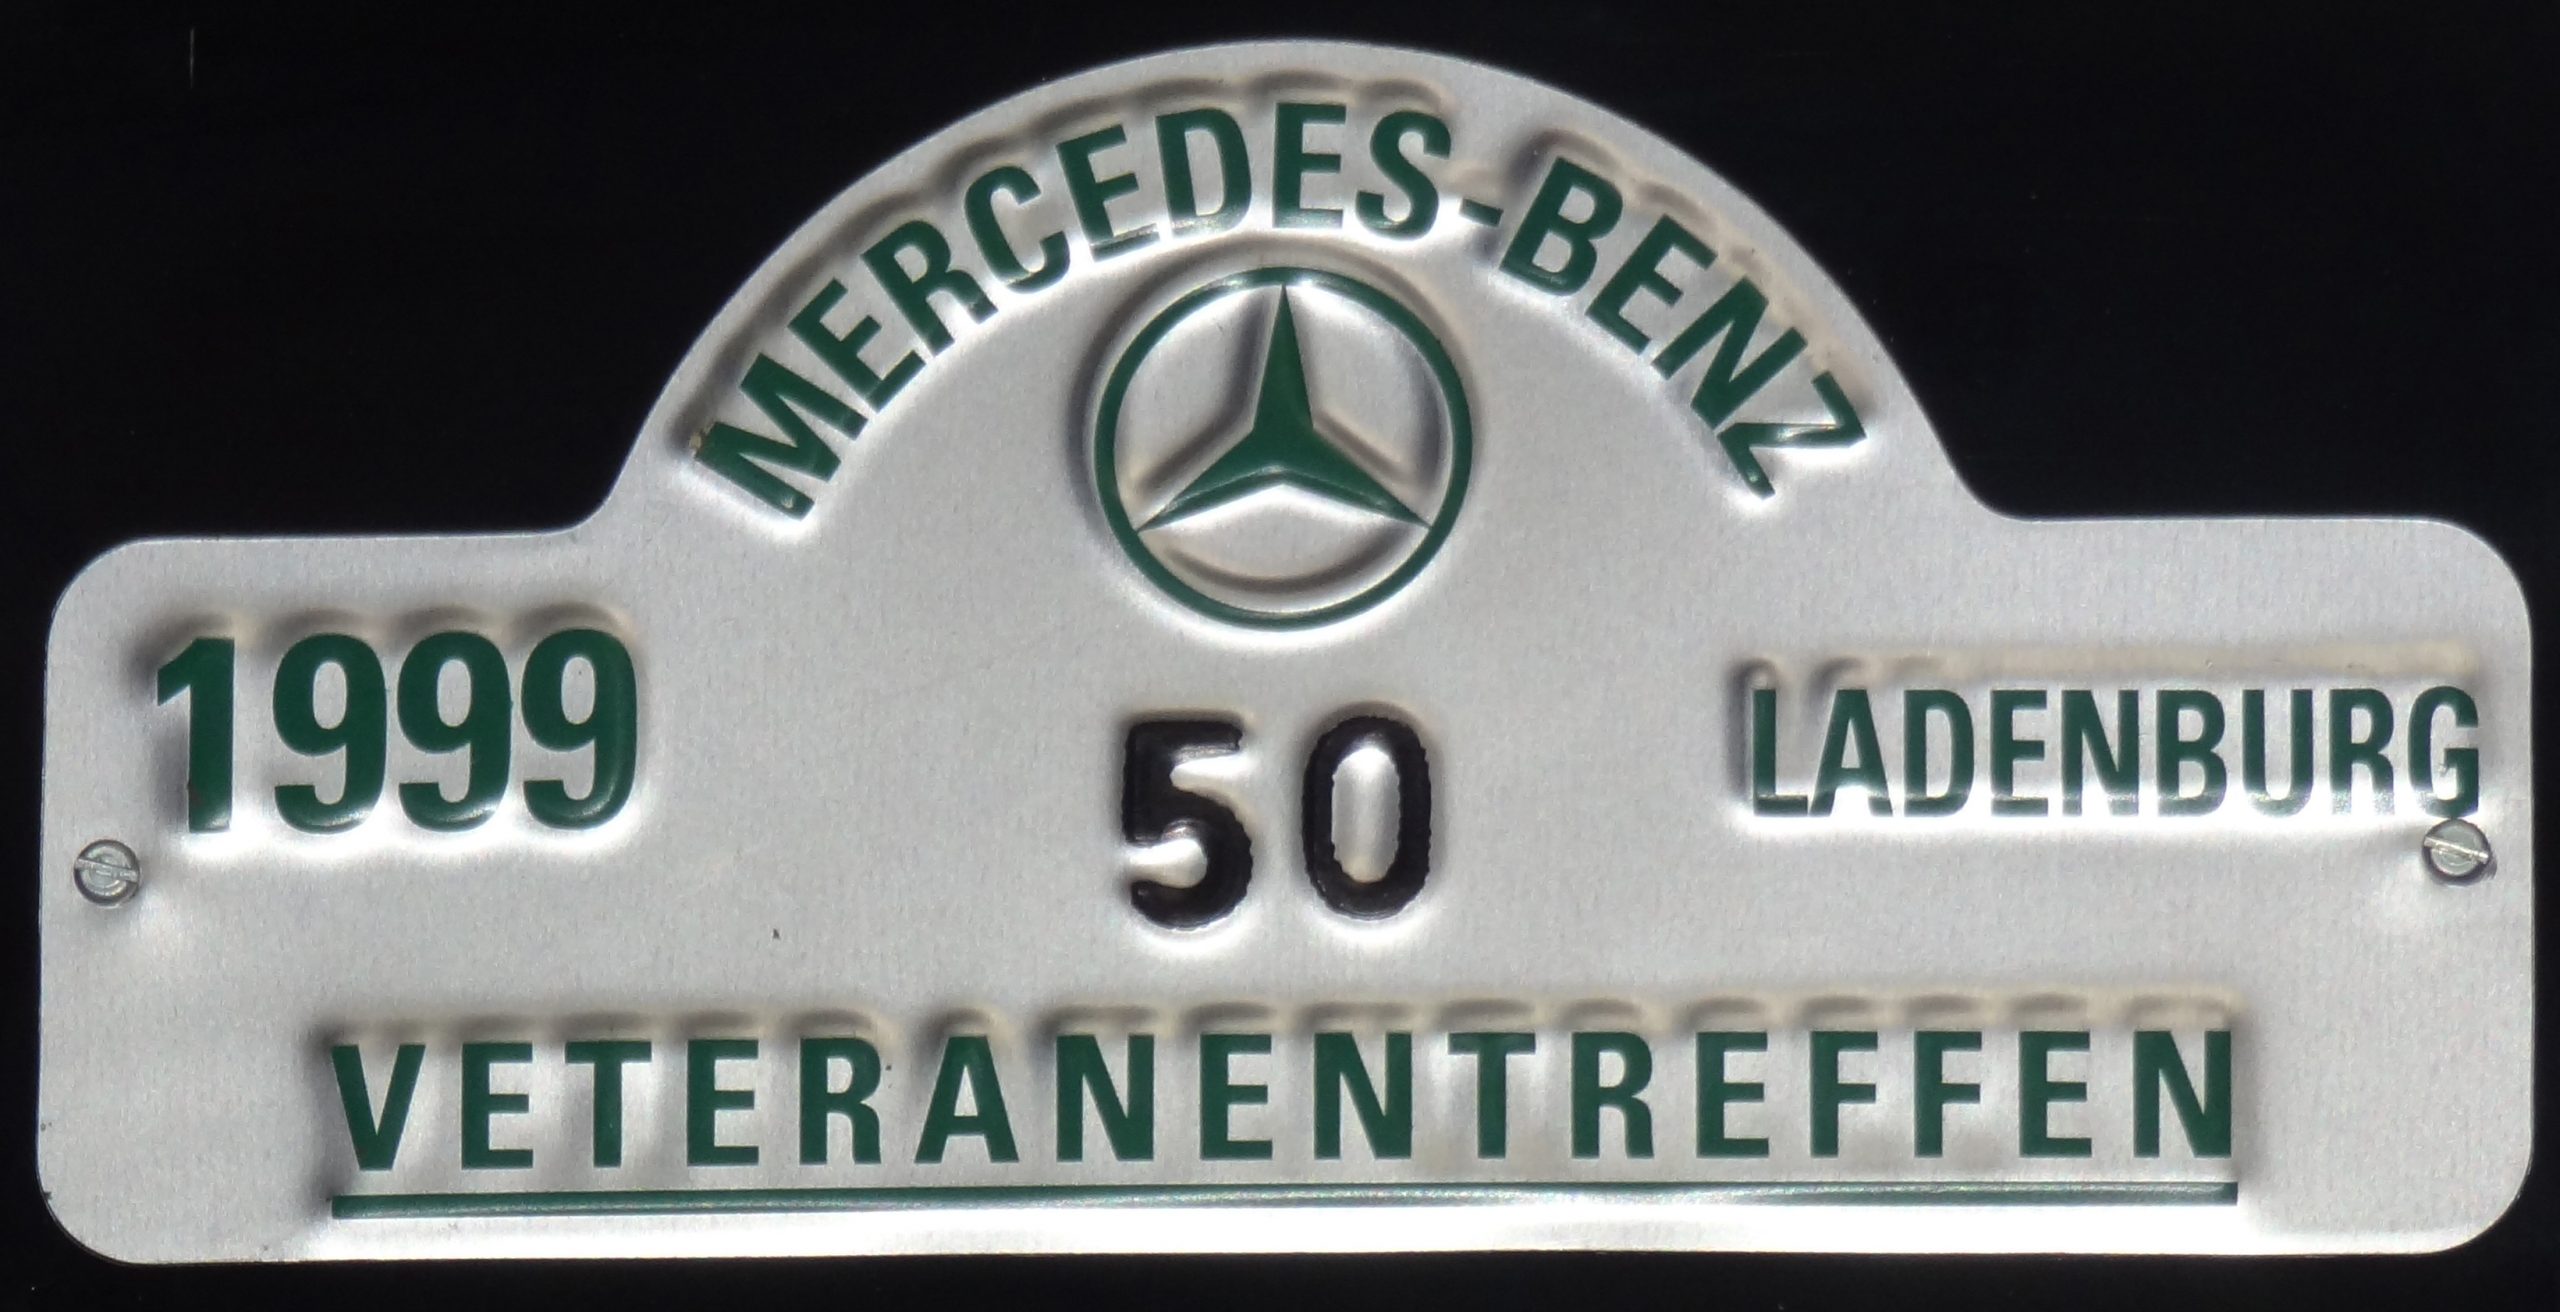 MERCEDES-BENZ
1999
LADENBURG
50
VETERANENTREFFEN